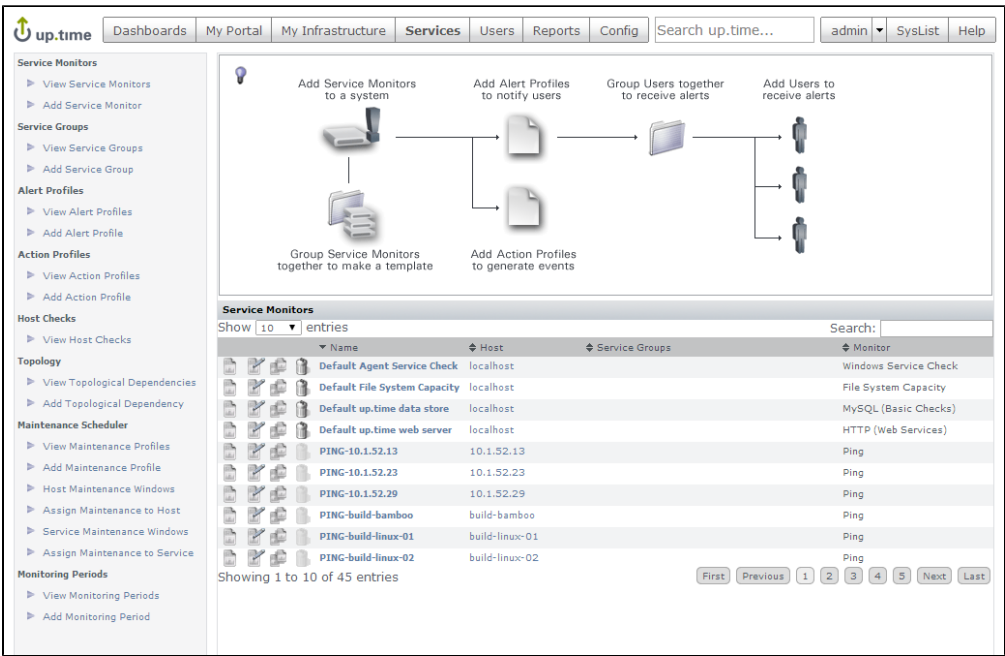 up.time
Dashboards
My Portal
My Infrastructure
Services
Users
Reports
Config
Search up.time...
admin
SysList
Help
Service Monitors
View Service Monitors
Add Service Monitor
Service Groups
View Service Groups
Add Service Group
Alert Profiles
View Alert Profiles
Add Alert Profile
Action Profiles
View Action Profiles
Add Action Profile
Host Checks
View Host Checks
Topology
View Topological Dependencies
Add Topological Dependency
Maintenance Scheduler
View Maintenance Profiles
Add Maintenance Profile
Host Maintenance Windows
Assign Maintenance to Host
Service Maintenance Windows
Assign Maintenance to Service
Monitoring Periods
View Monitoring Periods
Add Monitoring Period
Add Service Monitors
to a system
Add Alert Profiles
to notify users
Group Users together
to receive alerts
Add Users to
receive alerts
Group Service Monitors
together to make a template
Add Action Profiles
to generate events
Service Monitors
Show 10 entries
Search:
Name Host Service Groups Monitor
Default Agent Service Check localhost Windows Service Check
Default File System Capacity localhost File System Capacity
Default up.time data store localhost MySQL (Basic Checks)
Default up.time web server localhost HTTP (Web Services)
PING-10.1.52.13 10.1.52.13 Ping
PING-10.1.52.23 10.1.52.23 Ping
PING-10.1.52.29 10.1.52.29 Ping
PING-build-bamboo build-bamboo Ping
PING-build-linux-01 build-linux-01 Ping
PING-build-linux-02 build-linux-02 Ping
Showing 1 to 10 of 45 entries
First Previous 1 2 3 4 5 Next Last